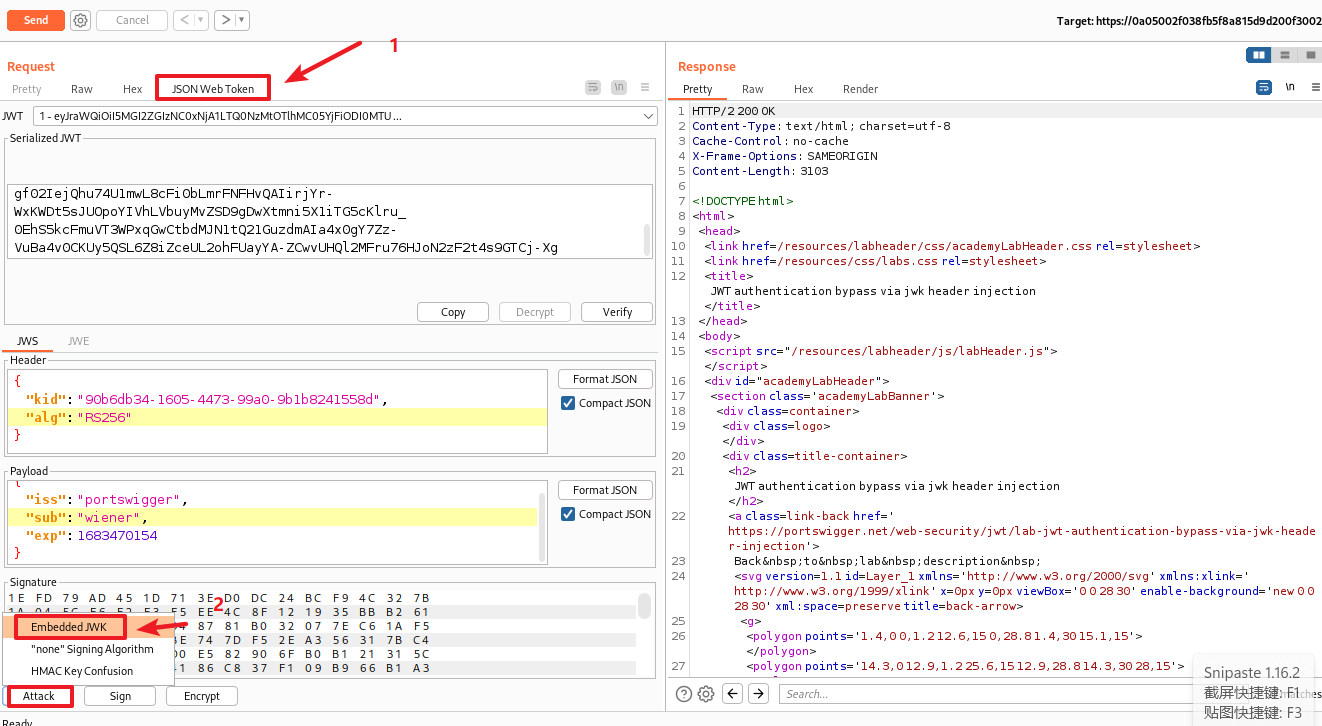 Send
Cancel
<
>
Target: https://0a05002f038fb5f8a815d9d200f3002
1
Request
Pretty
Raw
Hex
JSON Web Token
\n
JWT
1 - eyJraWQiOiI5MGI2ZGIzNC0xNjA1LTQ0NzMtOTlhMC05YjFiODI0MTU ...
Serialized JWT
gf02IejQhu74U1mwL8cFi0bLmrFNFHvQAIirjYr-
WxKWDt5sJUOpoYIVhLVbuyMvZSD9gDwXtmni5X1iTG5cKlru_
0EhS5kcFmuVT3WPxqGwCtbdMJN1tQ21GuzdmAIa4x0gY7Zz-
VuBa4v0CKUy5QSL6Z8iZceUL2ohFUayYA-ZCwvUHQl2MFru76HJoN2zF2t4s9GTCj-Xg
Copy
Decrypt
Verify
JWS
JWE
Header
{
"kid": "90b6db34-1605-4473-99a0-9b1b8241558d",
"alg": "RS256"
}
Format JSON
Compact JSON
Payload
{
"iss": "portswigger",
"sub": "wiener",
"exp": 1683470154
}
Format JSON
Compact JSON
Signature
1E FD 79 AD 45 1D 71 3E D0 DC 24 BC F9 4C 32 7B
EE 4C 8F 12 19 35 BB B2 61
87 81 B0 32 07 7E C6 1A F5
74 7D F5 2E A3 56 31 7B C4
E5 82 90 6F B0 B1 21 31 5C
86 C8 37 F1 09 B9 66 B1 A3
2
Embedded JWK
"none" Signing Algorithm
HMAC Key Confusion
Attack
Sign
Encrypt
Ready
Response
Pretty
Raw
Hex
Render
\n
1 HTTP/2 200 OK
2 Content-Type: text/html; charset=utf-8
3 Cache-Control: no-cache
4 X-Frame-Options: SAMEORIGIN
5 Content-Length: 3103
6
7 <!DOCTYPE html>
8 <html>
9 <head>
10 <link href=/resources/labheader/css/academyLabHeader.css rel=stylesheet>
11 <link href=/resources/css/labs.css rel=stylesheet>
12 <title>
JWT authentication bypass via jwk header injection
</title>
13 </head>
14 <body>
15 <script src="/resources/labheader/js/labHeader.js">
</script>
16 <div id="academyLabHeader">
17 <section class='academyLabBanner'>
18 <div class=container>
19 <div class=logo>
</div>
20 <div class=title-container>
21 <h2>
JWT authentication bypass via jwk header injection
</h2>
22 <a class=link-back href='
https://portswigger.net/web-security/jwt/lab-jwt-authentication-bypass-via-jwk-heade
r-injection'>
23 Back&nbsp;to&nbsp;lab&nbsp;description&nbsp;
24 <svg version=1.1 id=Layer_1 xmlns='http://www.w3.org/2000/svg' xmlns:xlink='
http://www.w3.org/1999/xlink' x=0px y=0px viewBox='0 0 28 30' enable-background='new 0 0
28 30' xml:space=preserve title=back-arrow>
25 <g>
26 <polygon points='1.4,0 0,1.2 12.6,15 0,28.8 1.4,30 15.1,15'>
</polygon>
27 <polygon points='14.3,0 12.9,1.2 25.6,15 12.9,28.8 14.3,30 28,15'>
Search...
Snipaste 1.16.2
截屏快捷键: F1
贴图快捷键: F3